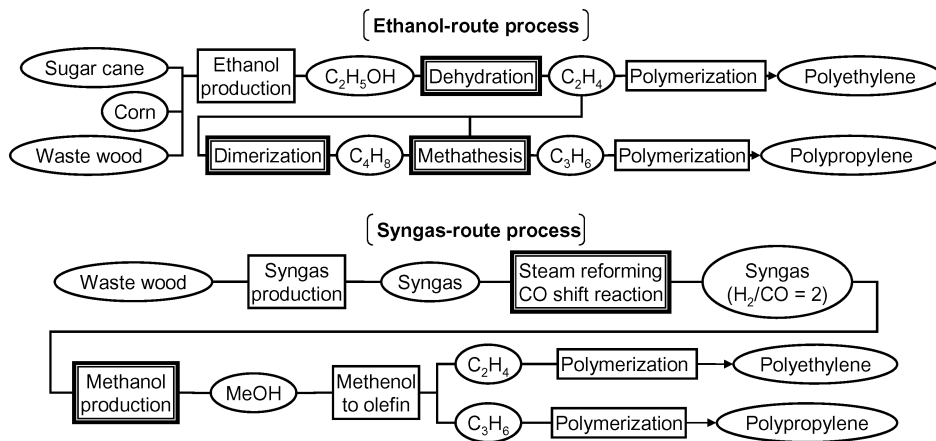 [Ethanol-route process]
Sugar cane
Corn
Waste wood
Ethanol
production
C₂H₅OH
Dehydration
C₂H₄
Polymerization
Polyethylene
Dimerization
C₄H₈
Methathesis
C₃H₆
Polymerization
Polypropylene
[Syngas-route process]
Waste wood
Syngas
production
Syngas
Steam reforming
CO shift reaction
Syngas
(H₂/CO = 2)
Methanol
production
MeOH
Methenol
to olefin
C₂H₄
Polymerization
Polyethylene
C₃H₆
Polymerization
Polypropylene